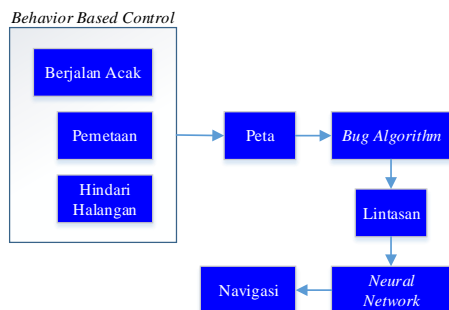 Behavior Based Control
Berjalan Acak
Pemetaan
Hindari
Halangan
Peta
Bug Algorithm
Lintasan
Neural
Network
Navigasi